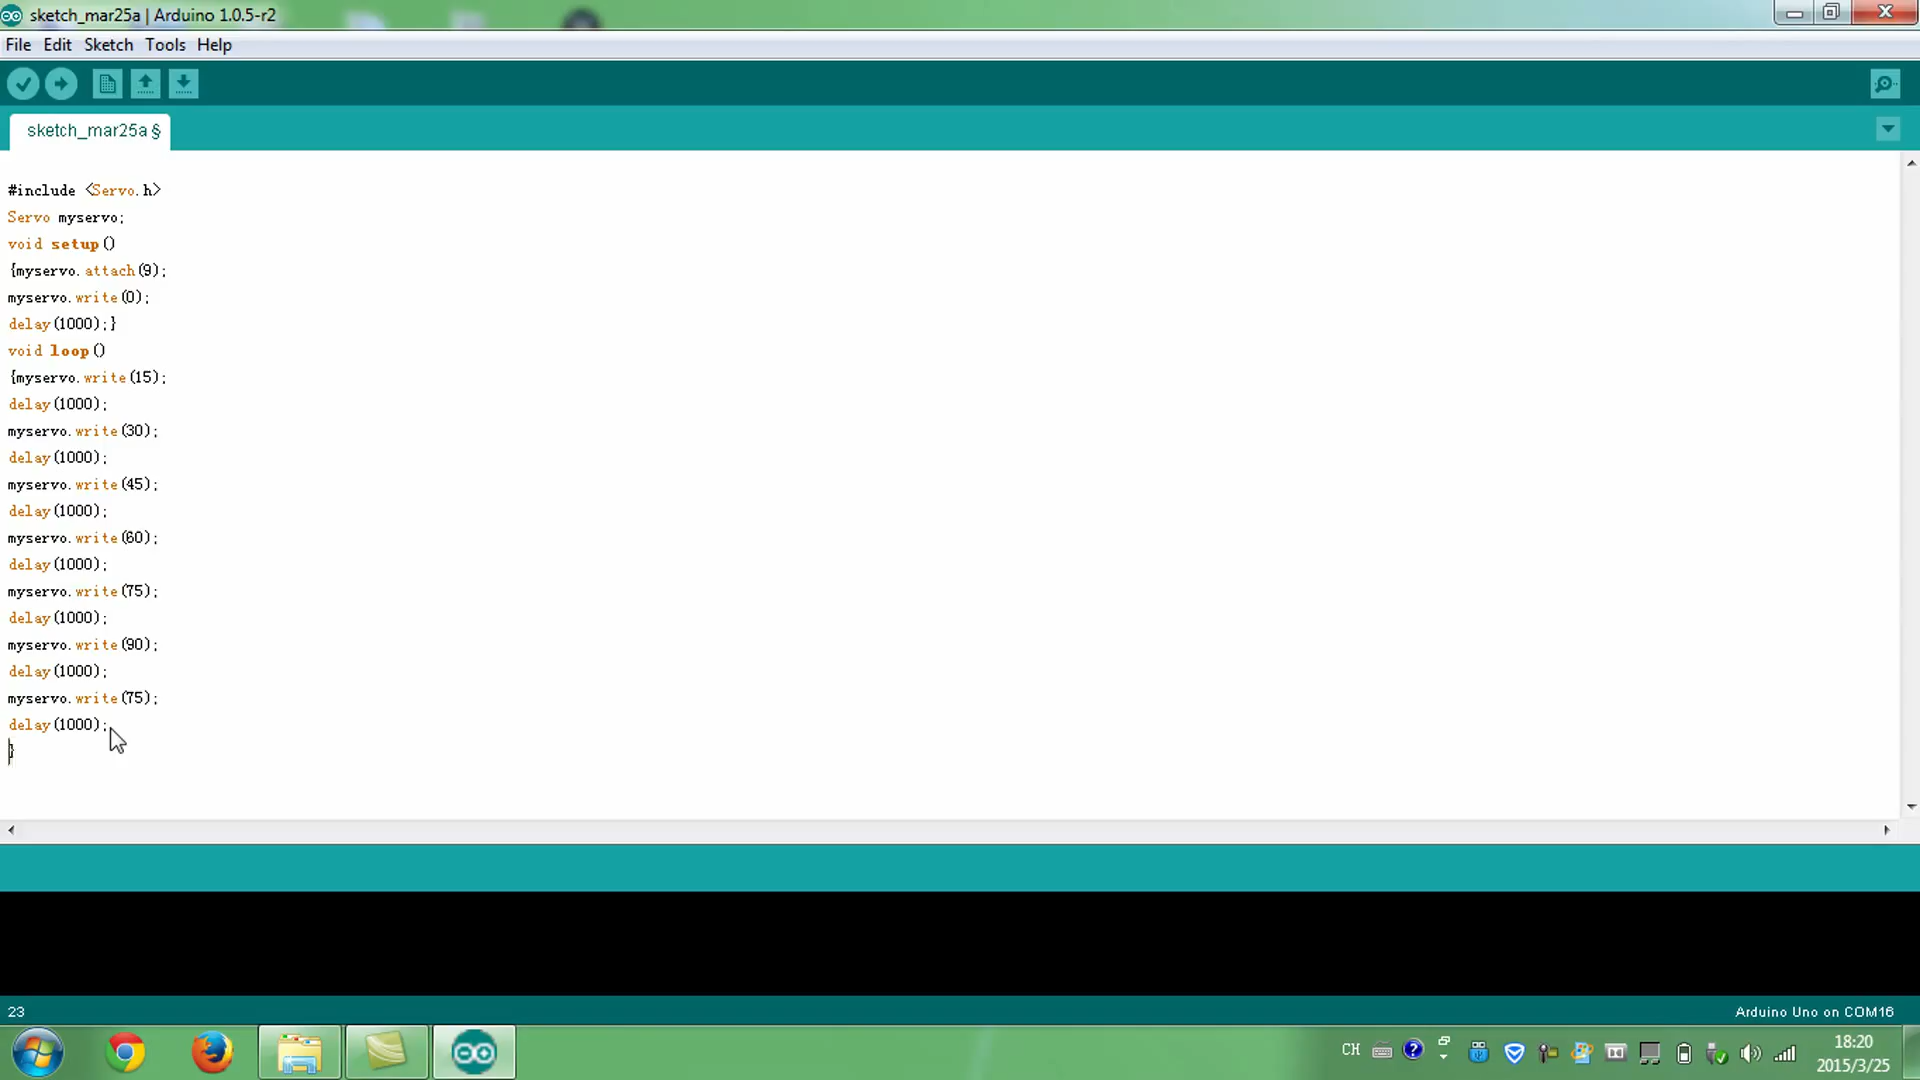 sketch_mar25a | Arduino 1.0.5-r2
File Edit Sketch Tools Help
sketch_mar25a §
#include <Servo.h>
Servo myservo;
void setup()
{myservo.attach(9);
myservo.write(0);
delay(1000);}
void loop()
{myservo.write(15);
delay(1000);
myservo.write(30);
delay(1000);
myservo.write(45);
delay(1000);
myservo.write(60);
delay(1000);
myservo.write(75);
delay(1000);
myservo.write(90);
delay(1000);
myservo.write(75);
delay(1000);
}
23
Arduino Uno on COM16
CH
18:20
2015/3/25